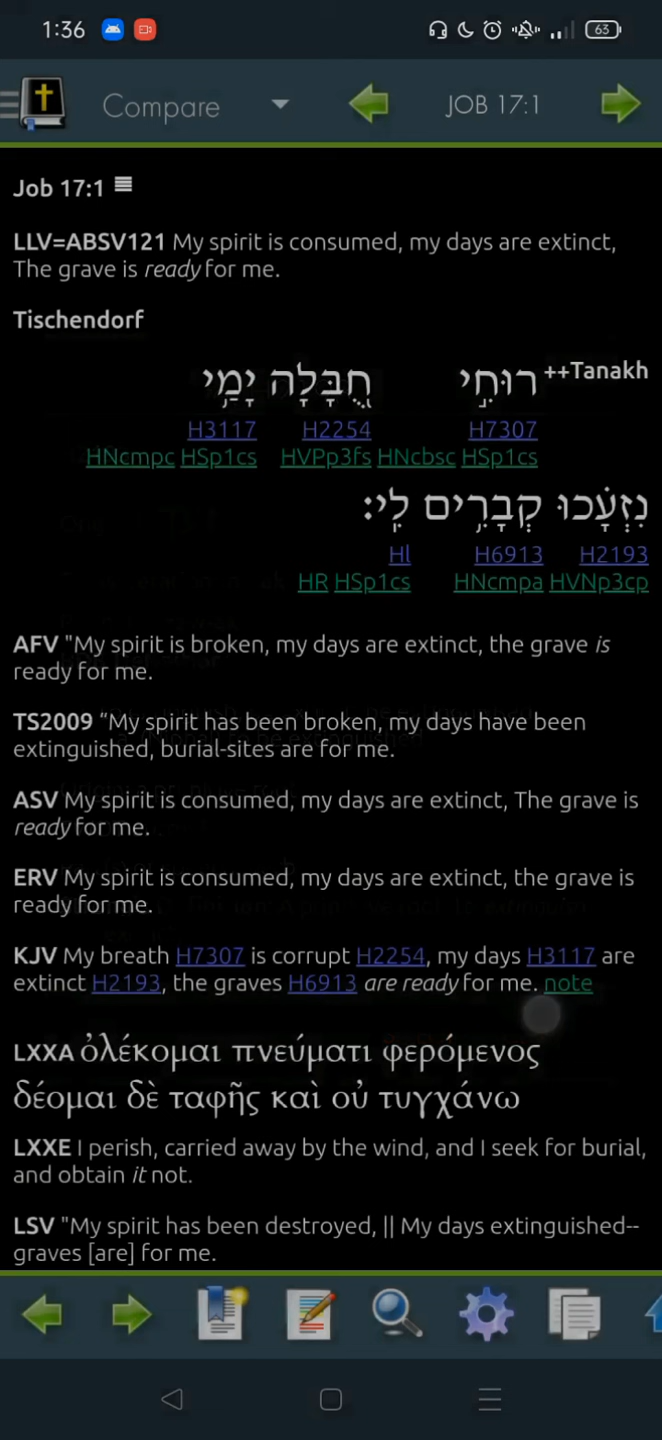 1:36
63
Compare
JOB 17:1
Job 17:1
LLV=ABSV121 My spirit is consumed, my days are extinct,
The grave is ready for me.
Tischendorf
++Tanakh רוּחִ֣י חֻ֭בָּלָה יָמַ֥י
H7307 H2254 H3117
HNcbsc HSp1cs HVPp3fs HNcmpc HSp1cs
נִזְעָ֗כוּ קְבָרִ֥ים לִֽי׃
H2193 H6913 Hl
HVNp3cp HNcmpa HR HSp1cs
AFV "My spirit is broken, my days are extinct, the grave is
ready for me.
TS2009 “My spirit has been broken, my days have been
extinguished, burial-sites are for me.
ASV My spirit is consumed, my days are extinct, The grave is
ready for me.
ERV My spirit is consumed, my days are extinct, the grave is
ready for me.
KJV My breath H7307 is corrupt H2254, my days H3117 are
extinct H2193, the graves H6913 are ready for me. note
LXXA ὀλέκομαι πνεύματι φερόμενος
δέομαι δὲ ταφῆς καὶ οὐ τυγχάνω
LXXE I perish, carried away by the wind, and I seek for burial,
and obtain it not.
LSV "My spirit has been destroyed, || My days extinguished--
graves [are] for me.